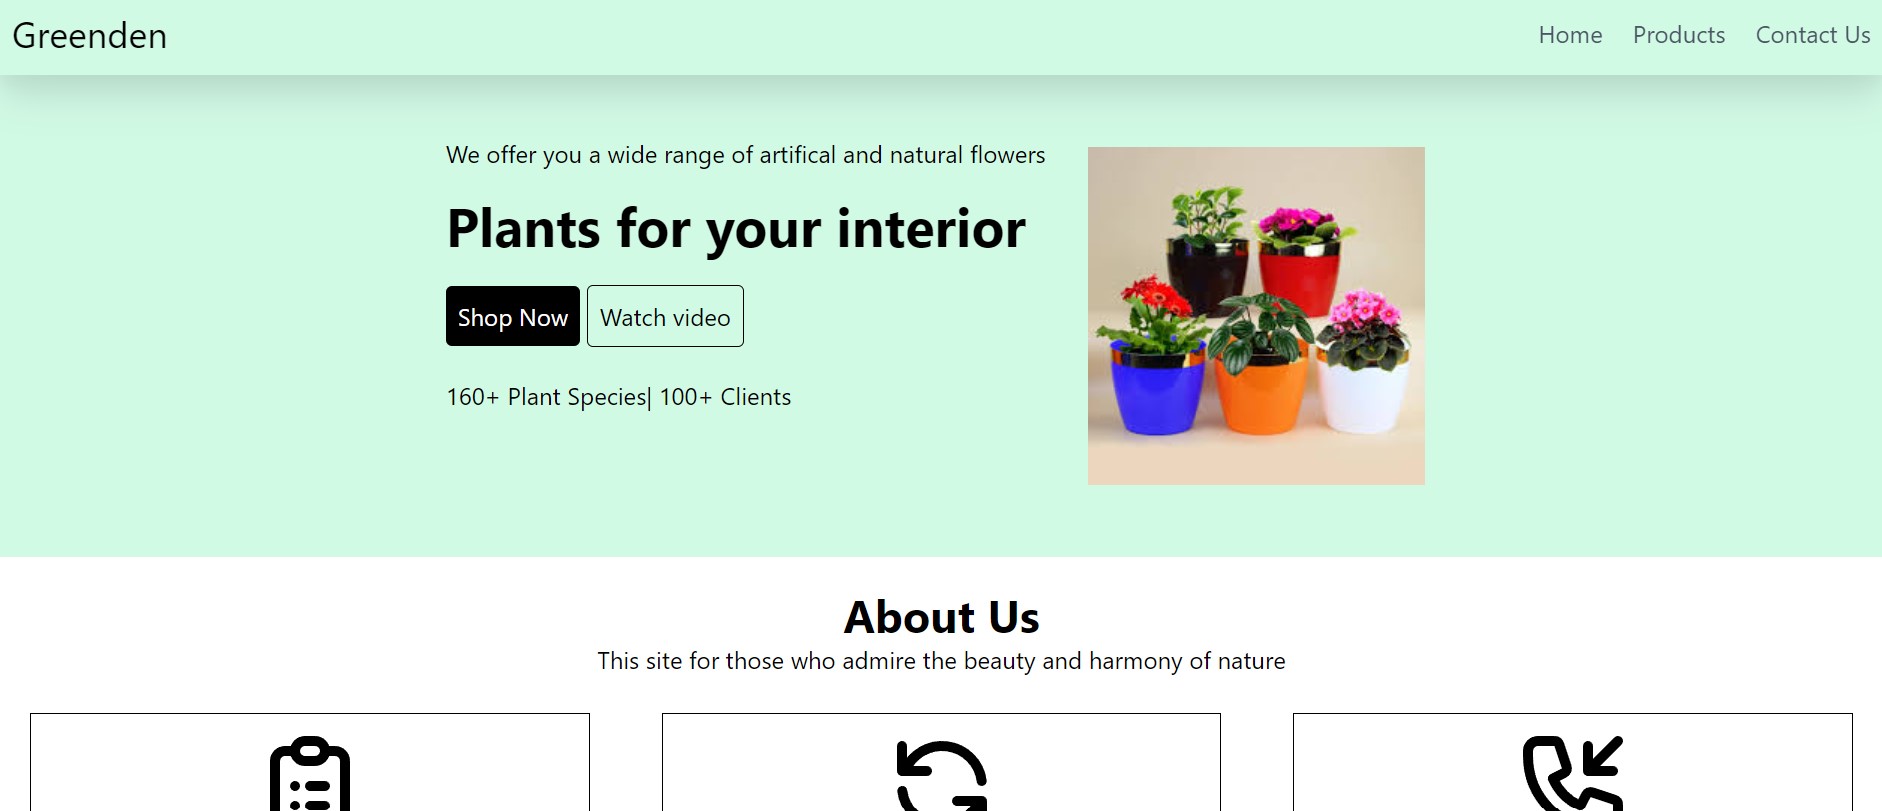 Greenden
Home Products Contact Us
We offer you a wide range of artifical and natural flowers
Plants for your interior
Shop Now Watch video
160+ Plant Species| 100+ Clients
About Us
This site for those who admire the beauty and harmony of nature